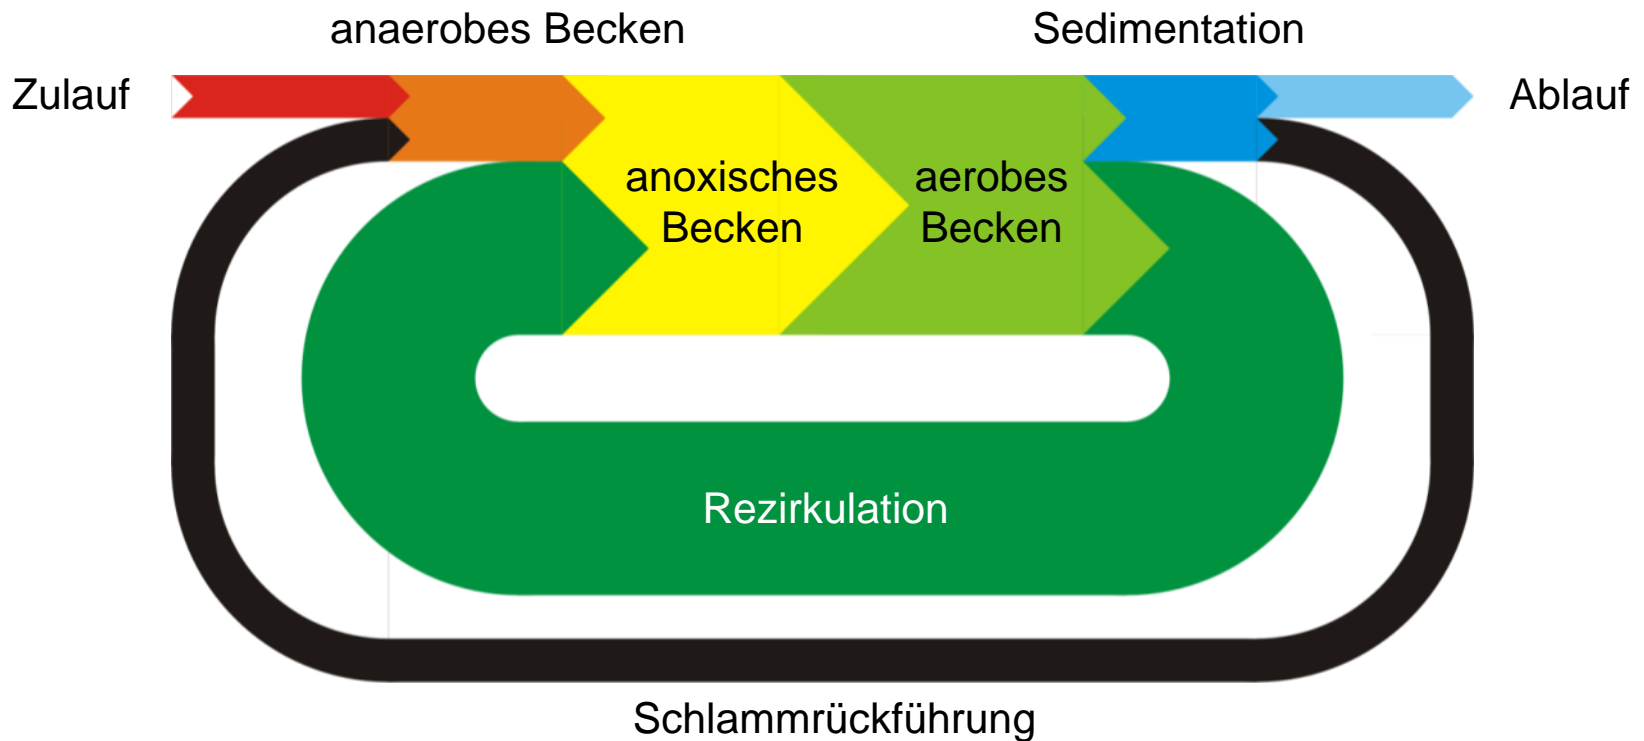 anaerobes Becken
Sedimentation
Zulauf
Ablauf
anoxisches
Becken
aerobes
Becken
Rezirkulation
Schlammrückführung